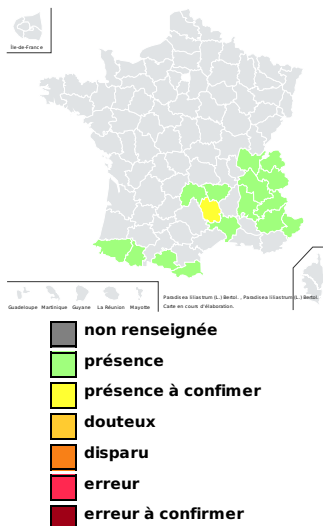 Île-de-France
Guadeloupe Martinique Guyane La Réunion Mayotte
Paradisea liliastrum (L.) Bertol. , Paradisea liliastrum (L.) Bertol.
Carte en cours d'élaboration.
non renseignée
présence
présence à confimer
douteux
disparu
erreur
erreur à confirmer